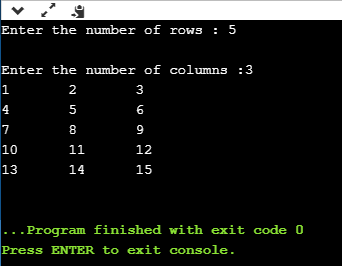 Enter the number of rows : 5
Enter the number of columns :3
1 2 3
4 5 6
7 8 9
10 11 12
13 14 15
...Program finished with exit code 0
Press ENTER to exit console.